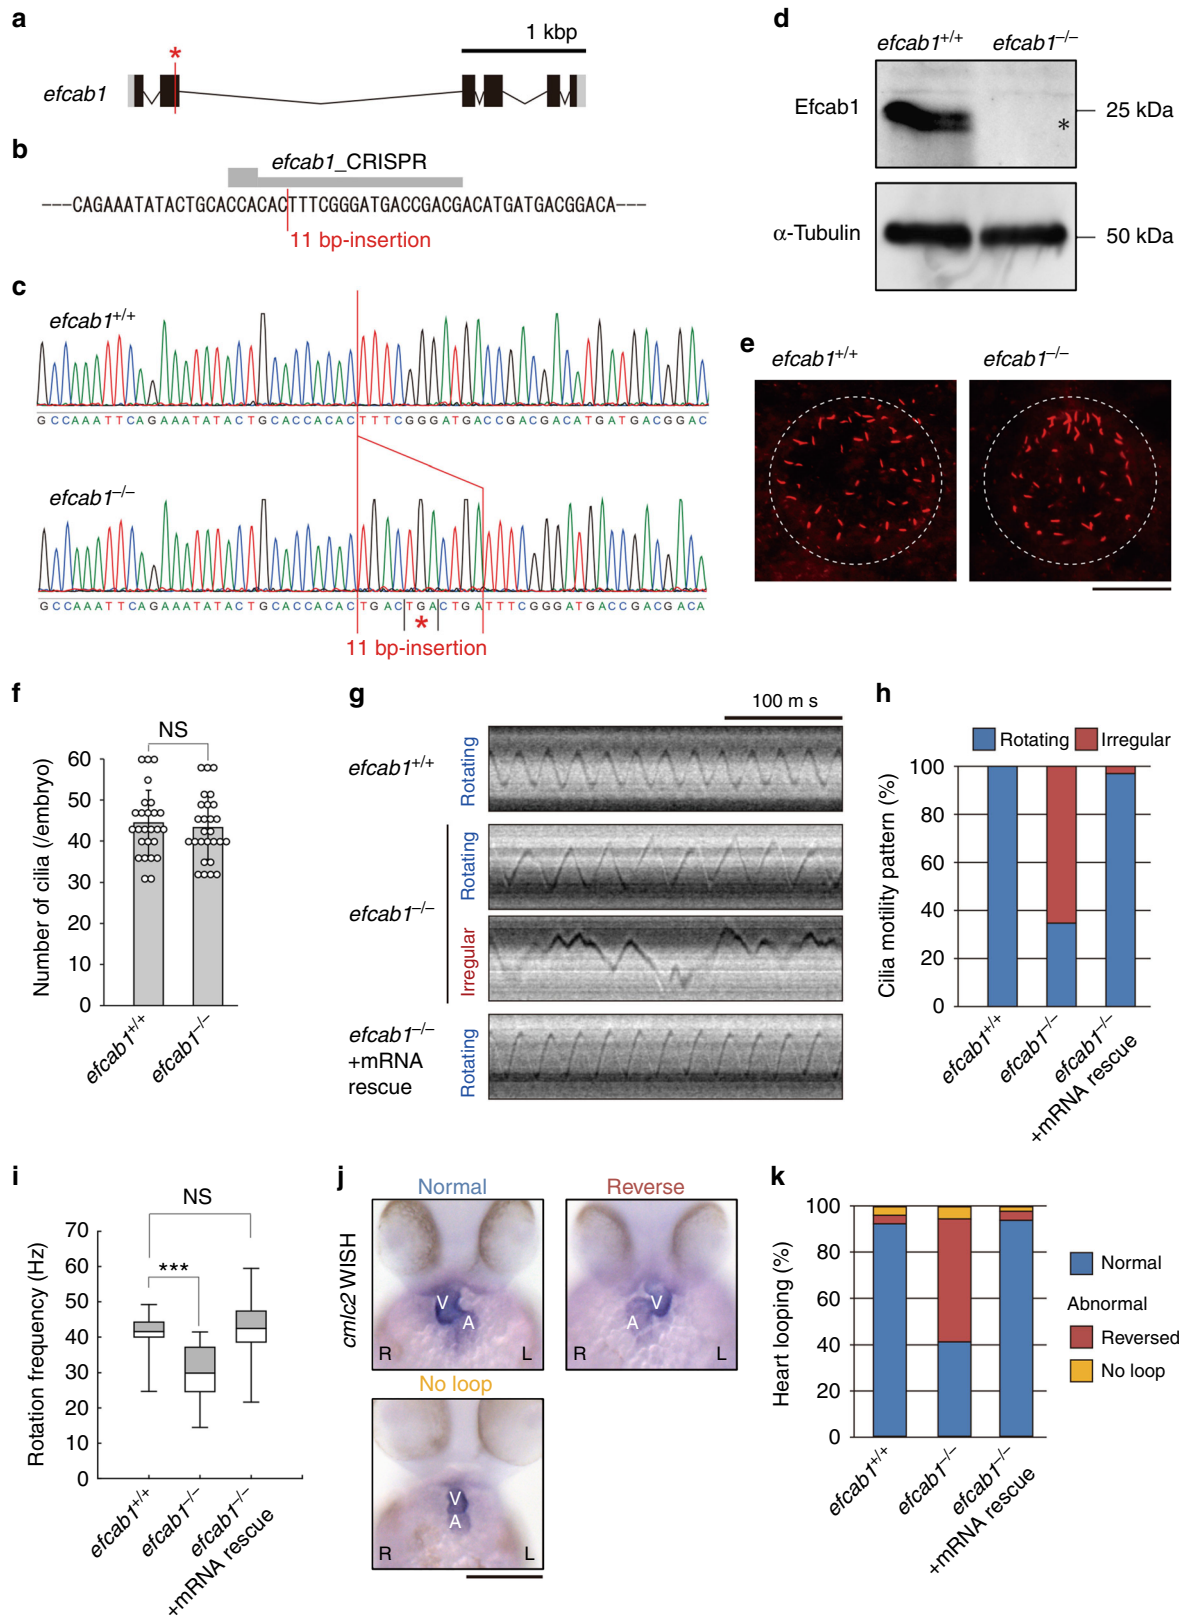 a
1 kbp
*
efcab1
b
efcab1_CRISPR
---CAGAAATATACTGCACCACACTTTCGGGATGACCGACGACATGATGACGGACA---
11 bp-insertion
c
efcab1+/+
GCCAAATTCAGAAATATACTGCACCACACTTTCGGGATGACCGACGACATGATGACGGAC
efcab1–/–
GCCAAATTCAGAAATATACTGCACCACACTGACTGACTGATTTCGGGATGACCGACGACA
*
11 bp-insertion
d
efcab1+/+ efcab1–/–
Efcab1
25 kDa
*
α-Tubulin
50 kDa
e
efcab1+/+ efcab1–/–
f
NS
Number of cilia (/embryo)
60
50
40
30
20
10
0
efcab1+/+ efcab1–/–
g
100 m s
efcab1+/+
Rotating
efcab1–/–
Rotating
Irregular
efcab1–/–
+mRNA
rescue
Rotating
h
Rotating Irregular
Cilia motility pattern (%)
100
80
60
40
20
0
efcab1+/+
efcab1–/–
efcab1–/–
+mRNA rescue
i
NS
***
Rotation frequency (Hz)
70
60
50
40
30
20
10
0
efcab1+/+
efcab1–/–
efcab1–/–
+mRNA rescue
j
Normal Reverse
cmlc2 WISH
V
A
R L
V
A
R L
No loop
V
A
R L
k
Heart looping (%)
100
80
60
40
20
0
efcab1+/+
efcab1–/–
efcab1–/–
+mRNA rescue
Normal
Abnormal
Reversed
No loop